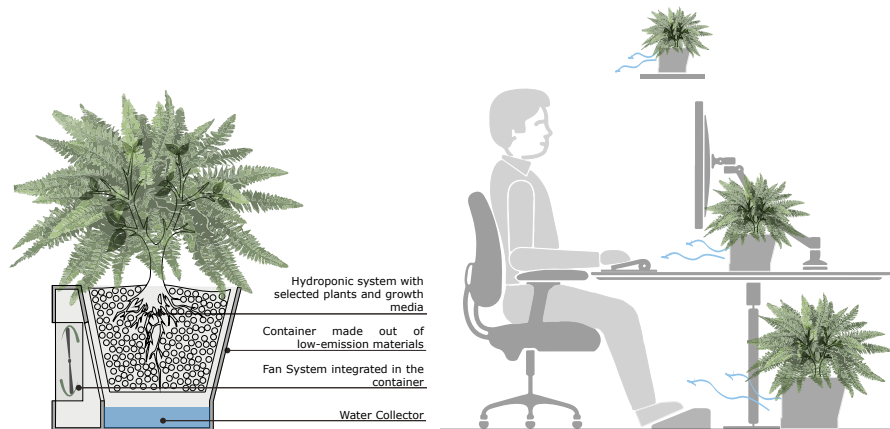 Hydroponic system with
selected plants and growth
media
Container made out of
low-emission materials
Fan System integrated in the
container
Water Collector